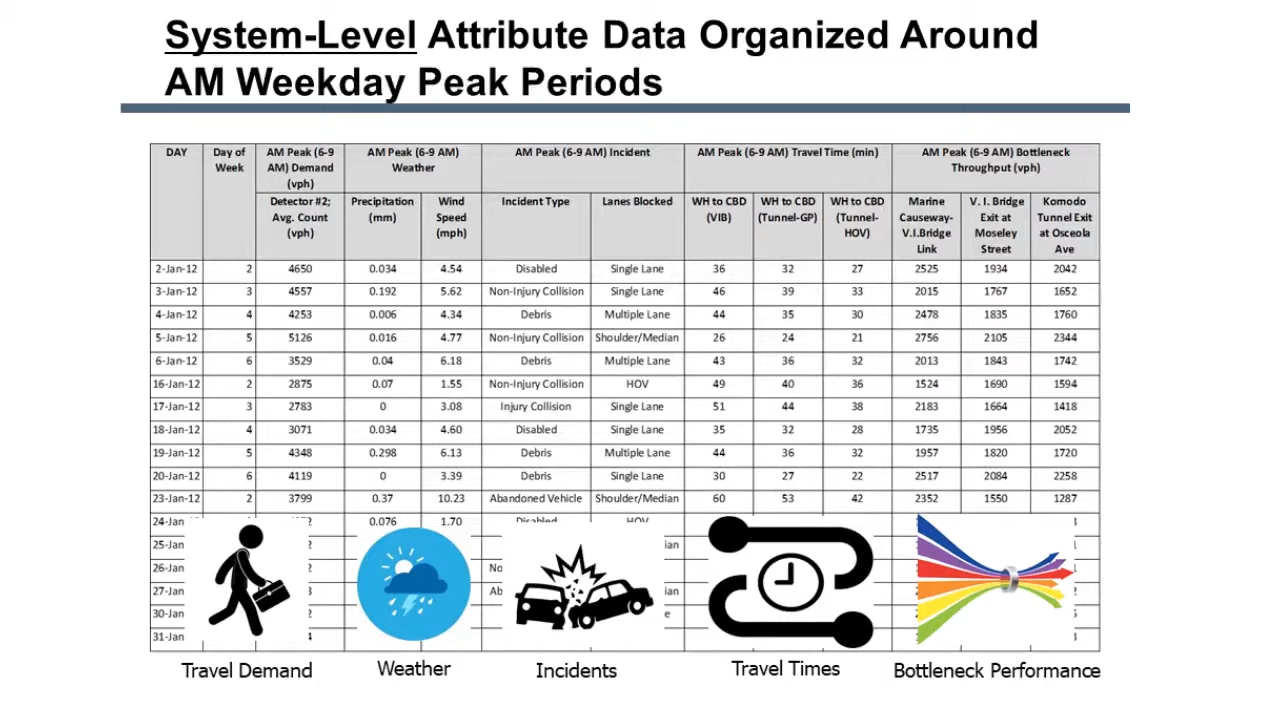 System-Level Attribute Data Organized Around
AM Weekday Peak Periods
DAY Day of Week AM Peak (6-9 AM) Demand (vph) AM Peak (6-9 AM) Weather AM Peak (6-9 AM) Incident AM Peak (6-9 AM) Travel Time (min) AM Peak (6-9 AM) Bottleneck Throughput (vph)
Detector #2; Avg. Count (vph) Precipitation (mm) Wind Speed (mph) Incident Type Lanes Blocked WH to CBD (VIB) WH to CBD (Tunnel-GP) WH to CBD (Tunnel-HOV) Marine Causeway-V.I.Bridge Link V. I. Bridge Exit at Moseley Street Komodo Tunnel Exit at Osceola Ave
2-Jan-12 2 4650 0.034 4.54 Disabled Single Lane 36 32 27 2525 1934 2042
3-Jan-12 3 4557 0.192 5.62 Non-Injury Collision Single Lane 46 39 33 2015 1767 1652
4-Jan-12 4 4253 0.006 4.34 Debris Multiple Lane 44 35 30 2478 1835 1760
5-Jan-12 5 5126 0.016 4.77 Non-Injury Collision Shoulder/Median 26 24 21 2756 2105 2344
6-Jan-12 6 3529 0.04 6.18 Debris Multiple Lane 43 36 32 2013 1843 1742
16-Jan-12 2 2875 0.07 1.55 Non-Injury Collision HOV 49 40 36 1524 1690 1594
17-Jan-12 3 2783 0 3.08 Injury Collision Single Lane 51 44 38 2183 1664 1418
18-Jan-12 4 3071 0.034 4.60 Disabled Single Lane 35 32 28 1735 1956 2052
19-Jan-12 5 4348 0.298 6.13 Debris Multiple Lane 44 36 32 1957 1820 1720
20-Jan-12 6 4119 0 3.39 Debris Single Lane 30 27 22 2517 2084 2258
23-Jan-12 2 3799 0.37 10.23 Abandoned Vehicle Shoulder/Median 60 53 42 2352 1550 1287
24-Jan 0.076 1.70 Disabled HOV
25-Jan
26-Jan
27-Jan
30-Jan
31-Jan
Travel Demand Weather Incidents Travel Times Bottleneck Performance